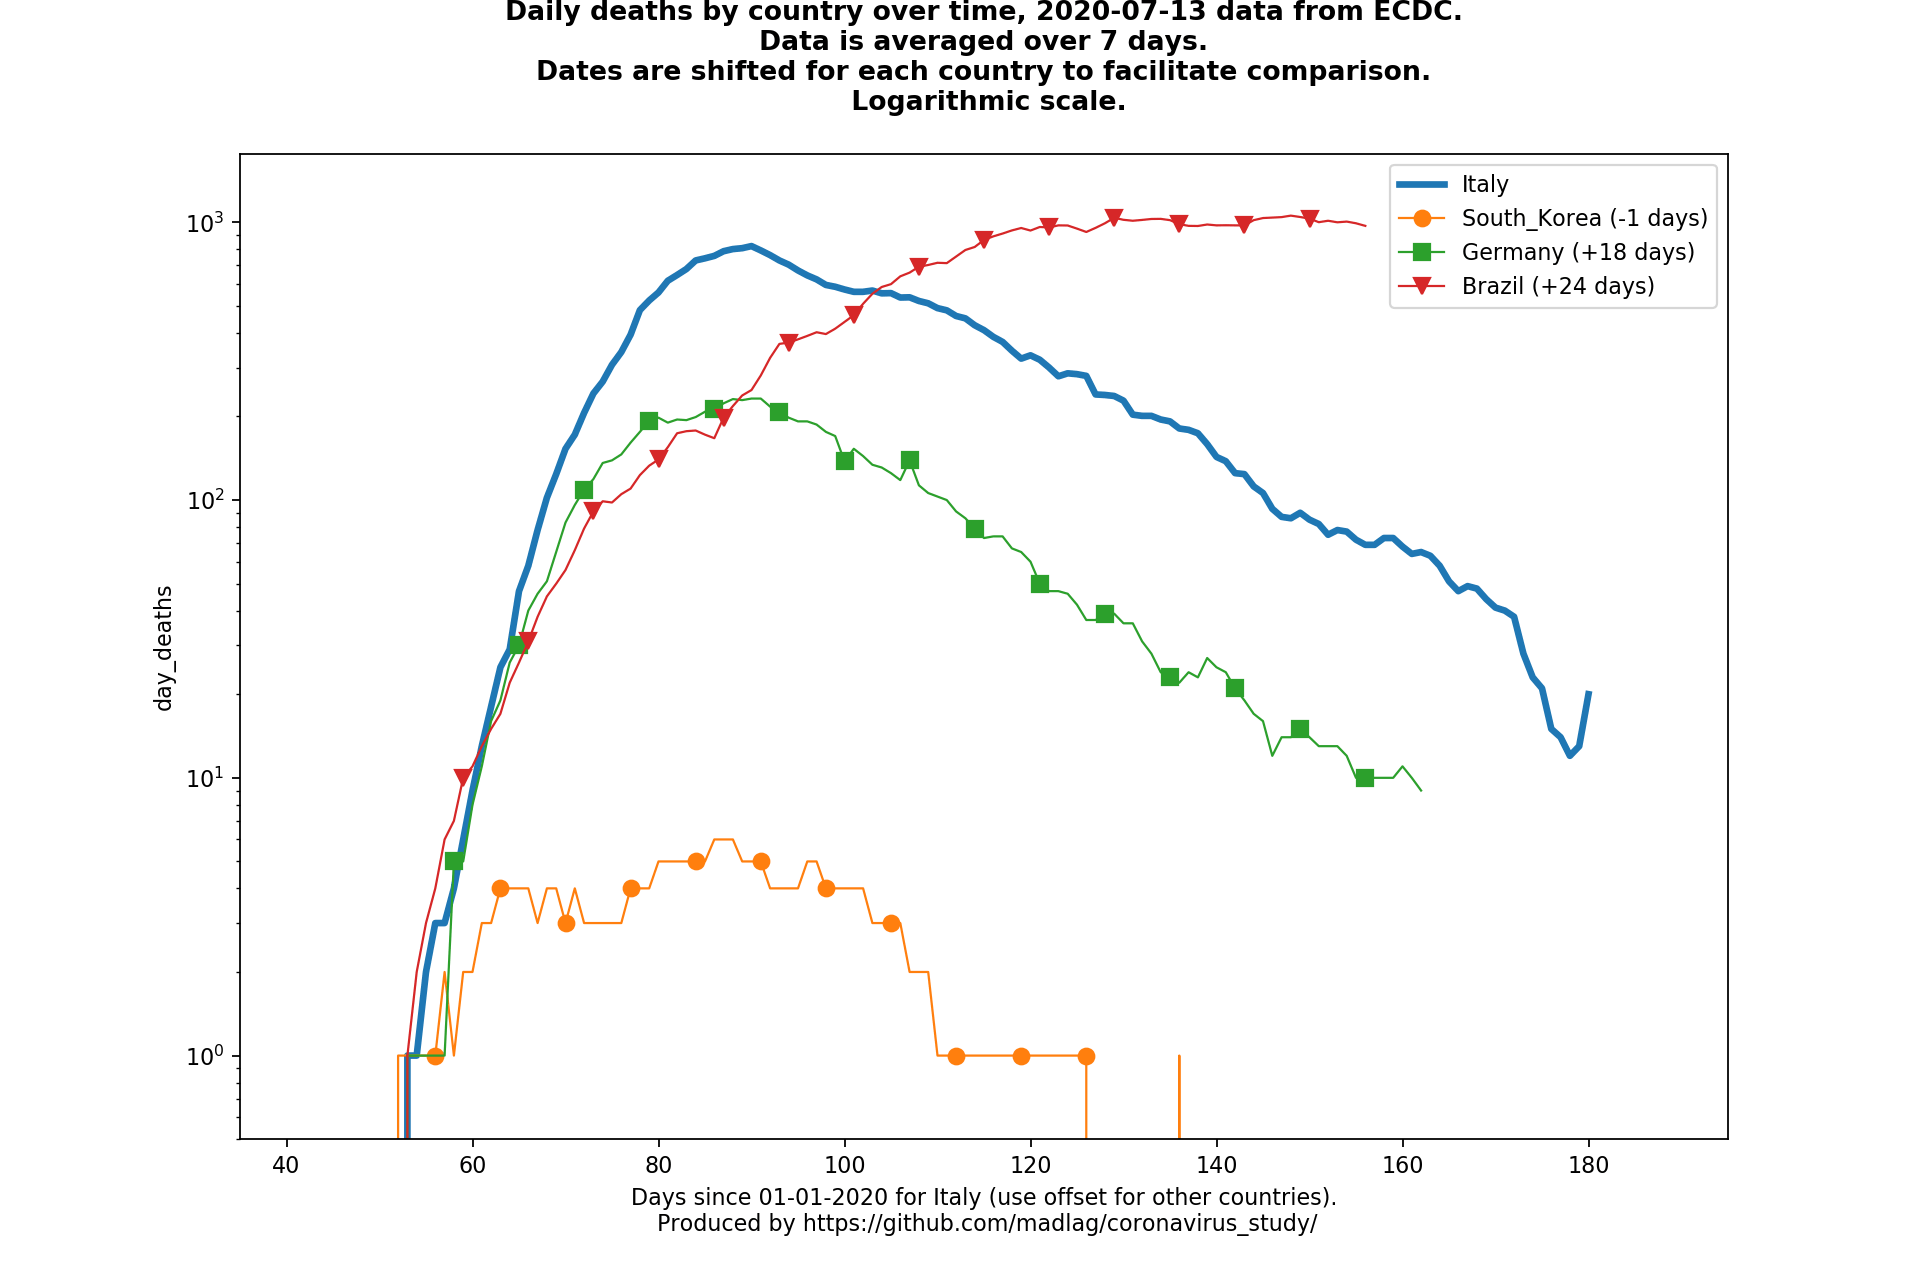 Daily deaths by country over time, 2020-07-13 data from ECDC.
Data is averaged over 7 days.
Dates are shifted for each country to facilitate comparison.
Logarithmic scale.
Italy
South_Korea (-1 days)
Germany (+18 days)
Brazil (+24 days)
10³
10²
10¹
10⁰
day_deaths
40 60 80 100 120 140 160 180
Days since 01-01-2020 for Italy (use offset for other countries).
Produced by https://github.com/madlag/coronavirus_study/